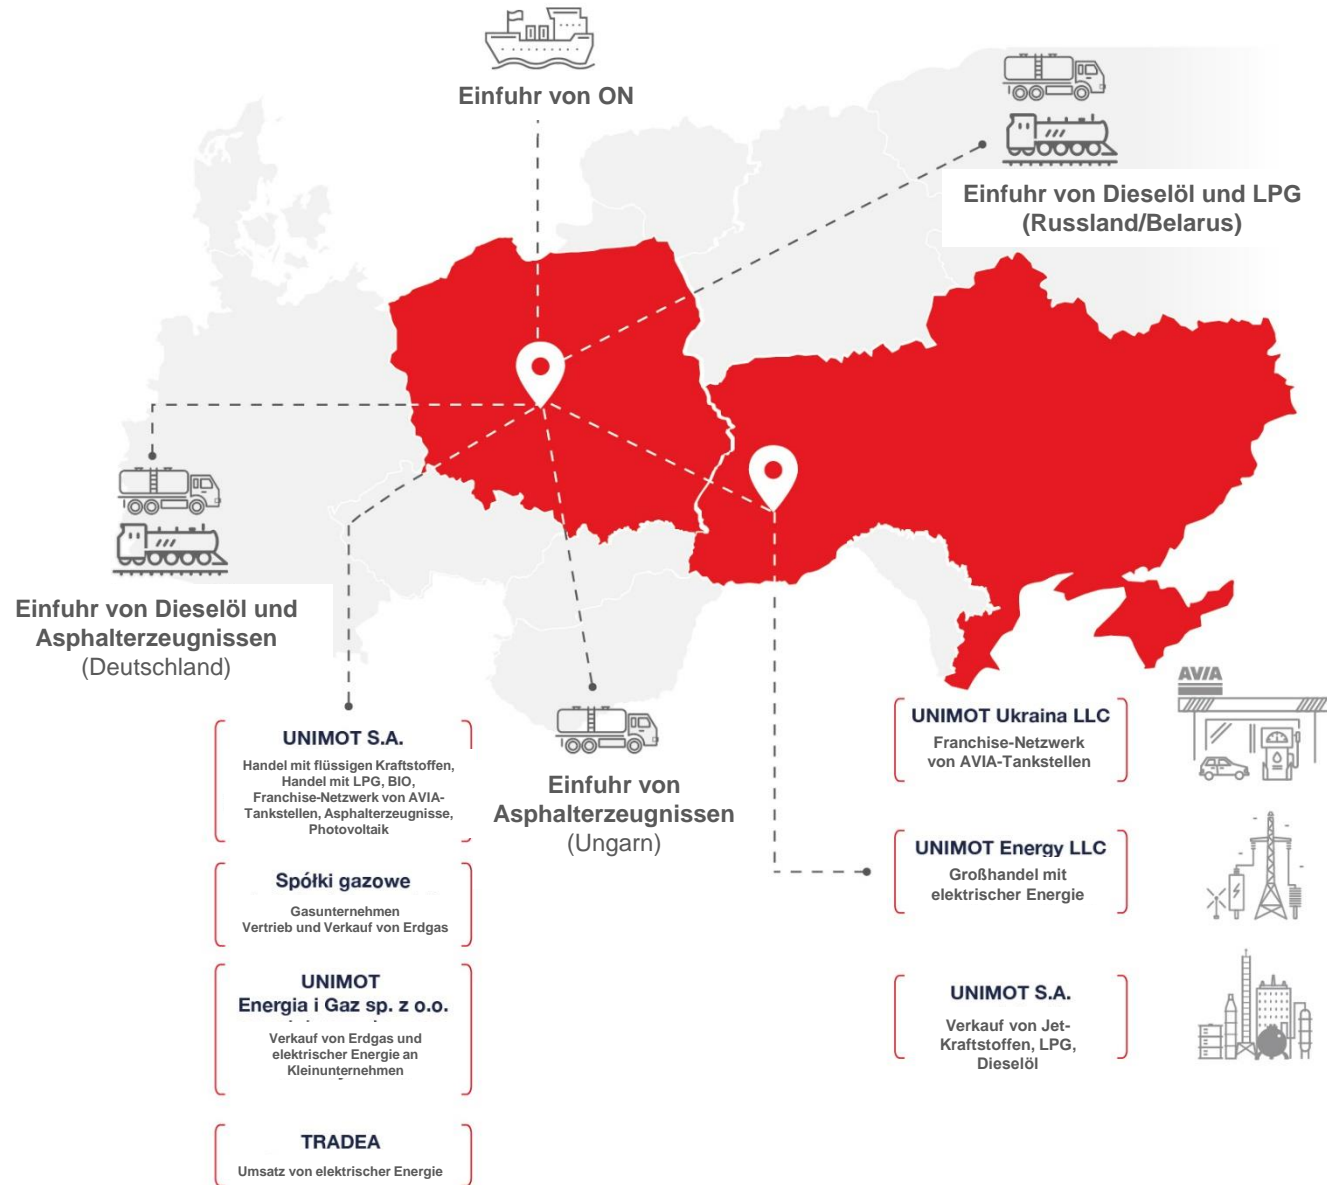 Einfuhr von ON
Einfuhr von Dieselöl und LPG
(Russland/Belarus)
Einfuhr von Dieselöl und
Asphalterzeugnissen
(Deutschland)
UNIMOT S.A.
Handel mit flüssigen Kraftstoffen,
Handel mit LPG, BIO,
Franchise-Netzwerk von AVIA-
Tankstellen, Asphalterzeugnisse,
Photovoltaik
Spółki gazowe
Gasunternehmen
Vertrieb und Verkauf von Erdgas
UNIMOT
Energia i Gaz sp. z o.o.
Verkauf von Erdgas und
elektrischer Energie an
Kleinunternehmen
TRADEA
Umsatz von elektrischer Energie
Einfuhr von
Asphalterzeugnissen
(Ungarn)
AVIA
UNIMOT Ukraina LLC
Franchise-Netzwerk
von AVIA-Tankstellen
UNIMOT Energy LLC
Großhandel mit
elektrischer Energie
UNIMOT S.A.
Verkauf von Jet-
Kraftstoffen, LPG,
Dieselöl